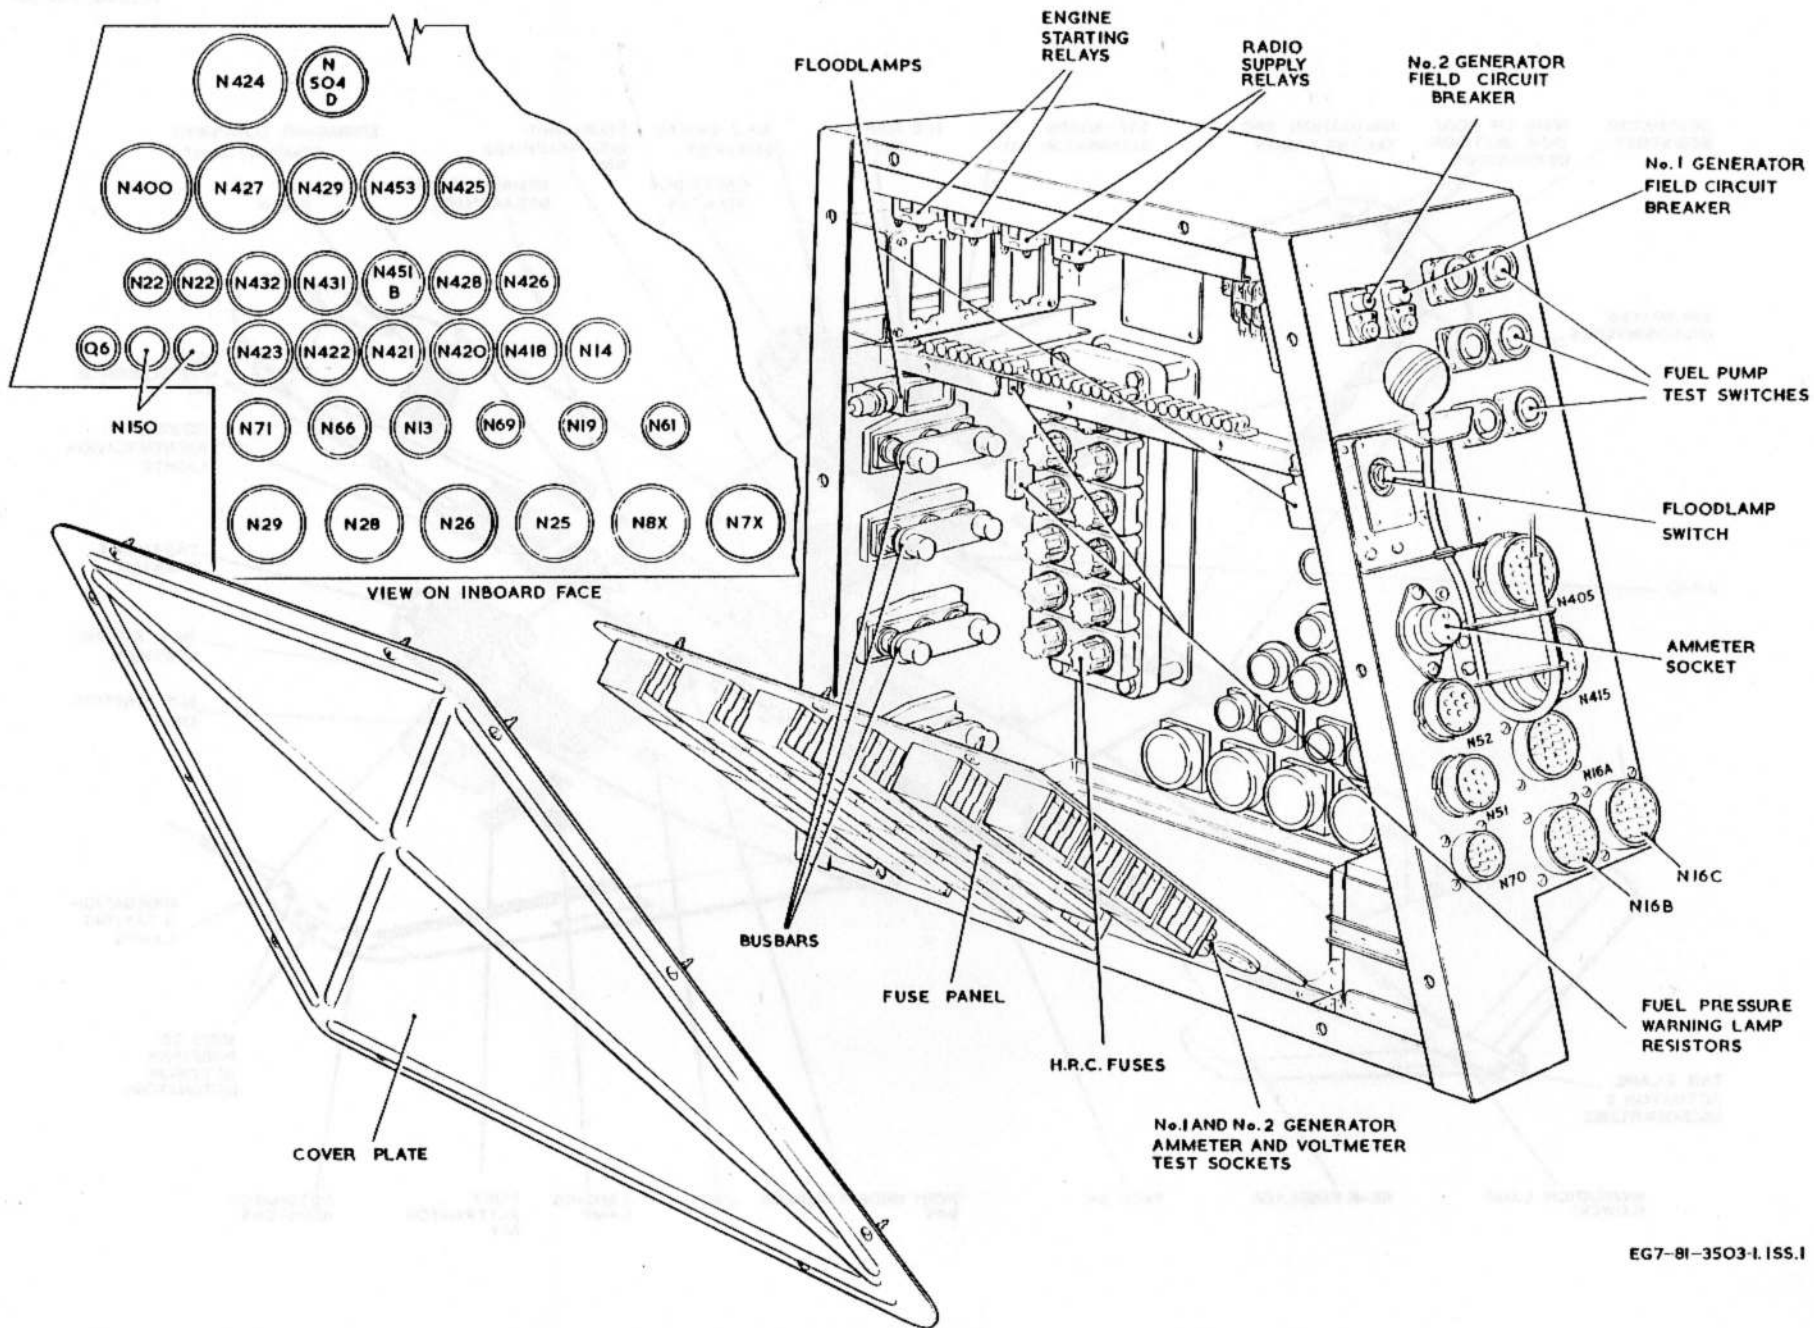 N424
N
504
D
N400 N427 N429 N453 N425
N22 N22 N432 N431 N451 B N428 N426
Q6 N423 N422 N421 N420 N418 N14
N150
N71 N66 N13 N69 N19 N61
N29 N28 N26 N25 N8X N7X
VIEW ON INBOARD FACE
FLOODLAMPS
ENGINE
STARTING
RELAYS
RADIO
SUPPLY
RELAYS
No.2 GENERATOR
FIELD CIRCUIT
BREAKER
No.1 GENERATOR
FIELD CIRCUIT
BREAKER
FUEL PUMP
TEST SWITCHES
FLOODLAMP
SWITCH
N405
AMMETER
SOCKET
N415
N52
N16A
N51
N70
N16C
N16B
BUSBARS
FUSE PANEL
H.R.C. FUSES
FUEL PRESSURE
WARNING LAMP
RESISTORS
No.1 AND No.2 GENERATOR
AMMETER AND VOLTMETER
TEST SOCKETS
COVER PLATE
EG7-81-3503-1. ISS.1